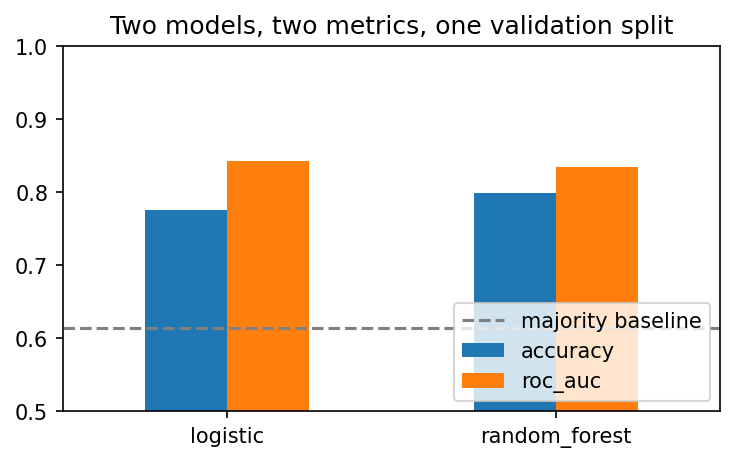 Two models, two metrics, one validation split
1.0
0.9
0.8
0.7
0.6
0.5
majority baseline
accuracy
roc_auc
logistic
random_forest